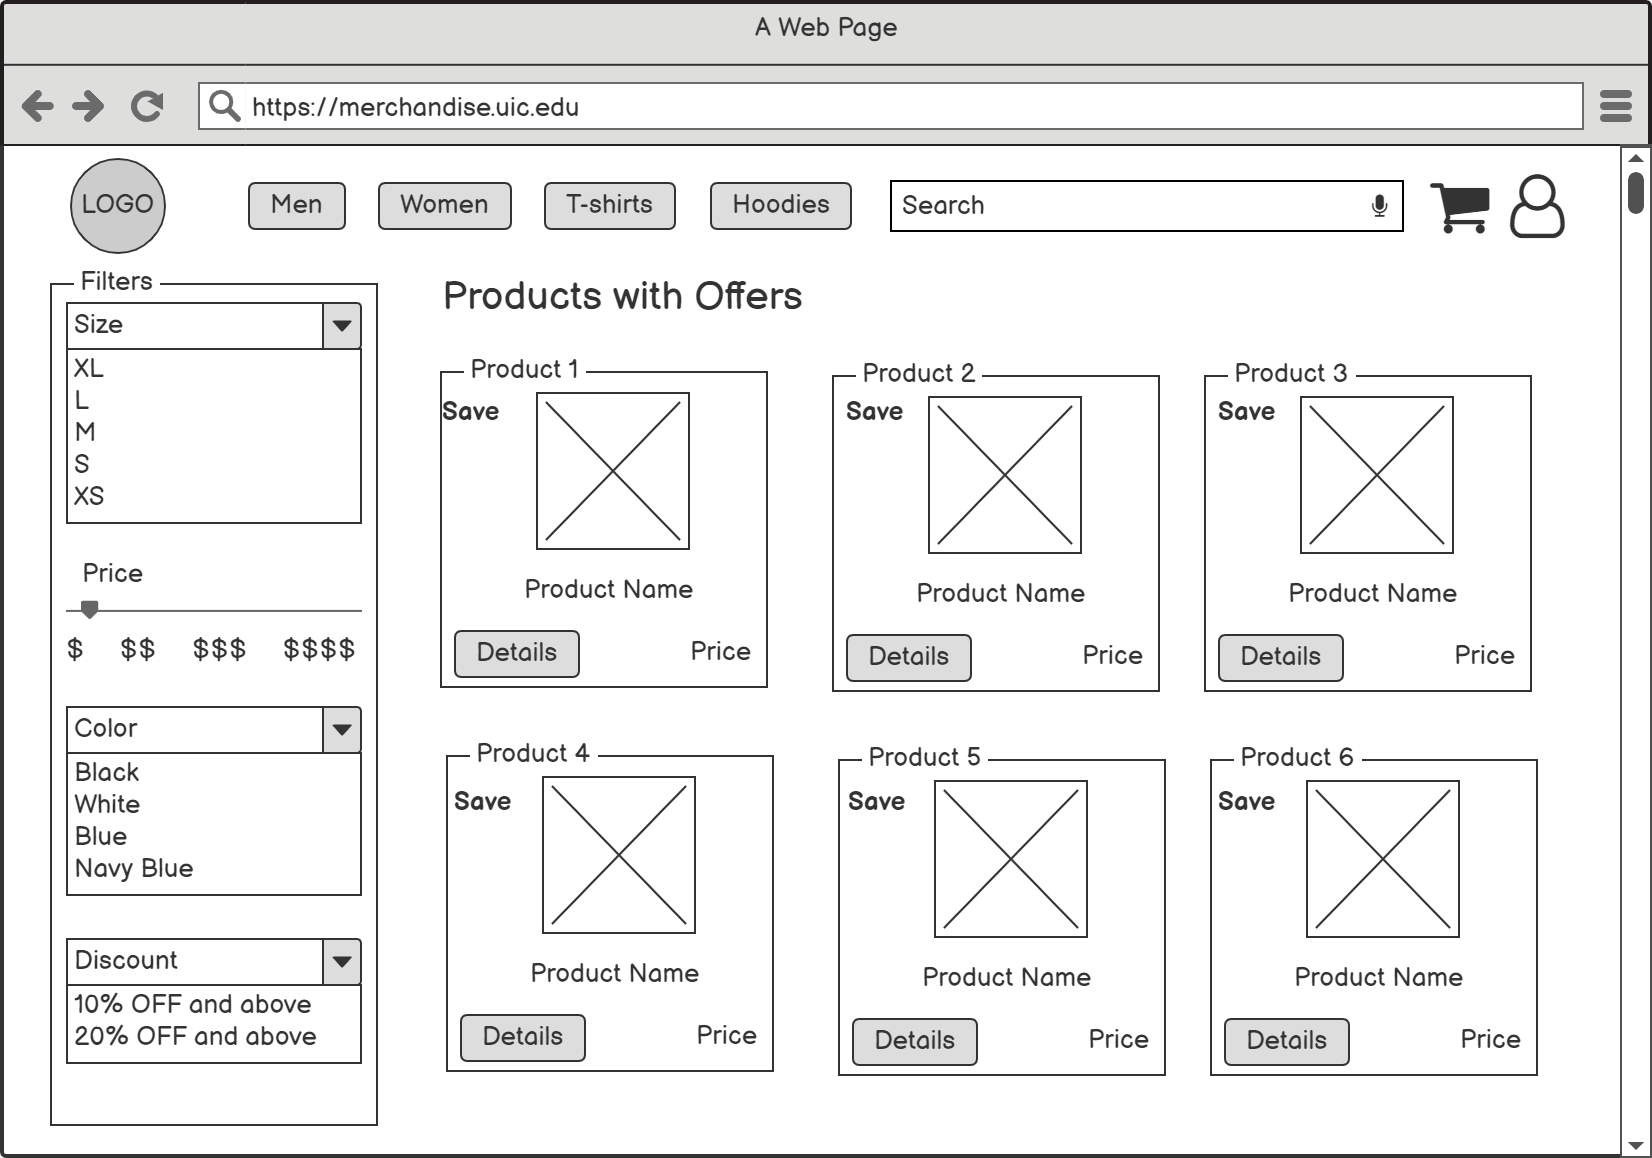 A Web Page
https://merchandise.uic.edu
LOGO
Men
Women
T-shirts
Hoodies
Search
Filters
Size
XL
L
M
S
XS
Price
$ $$ $$$ $$$$
Color
Black
White
Blue
Navy Blue
Discount
10% OFF and above
20% OFF and above
Products with Offers
Product 1
Save
Product Name
Details
Price
Product 2
Save
Product Name
Details
Price
Product 3
Save
Product Name
Details
Price
Product 4
Save
Product Name
Details
Price
Product 5
Save
Product Name
Details
Price
Product 6
Save
Product Name
Details
Price